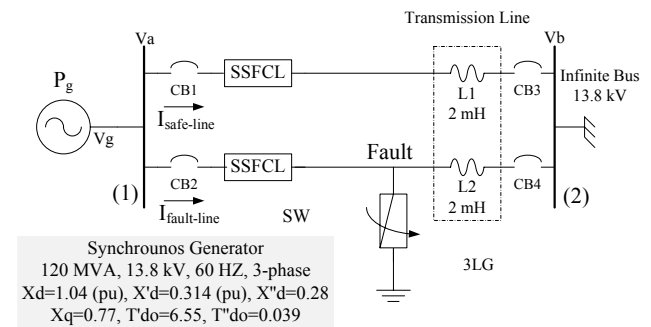 Transmission Line
Va
Vb
SSFCL
CB1
L1
2 mH
CB3
Infinite Bus
13.8 kV
Pg
Isafe-line
Vg
Fault
SSFCL
CB2
L2
2 mH
CB4
(1)
(2)
Ifault-line
SW
3LG
Synchrounos Generator
120 MVA, 13.8 kV, 60 HZ, 3-phase
Xd=1.04 (pu), X'd=0.314 (pu), X"d=0.28
Xq=0.77, T'do=6.55, T"do=0.039